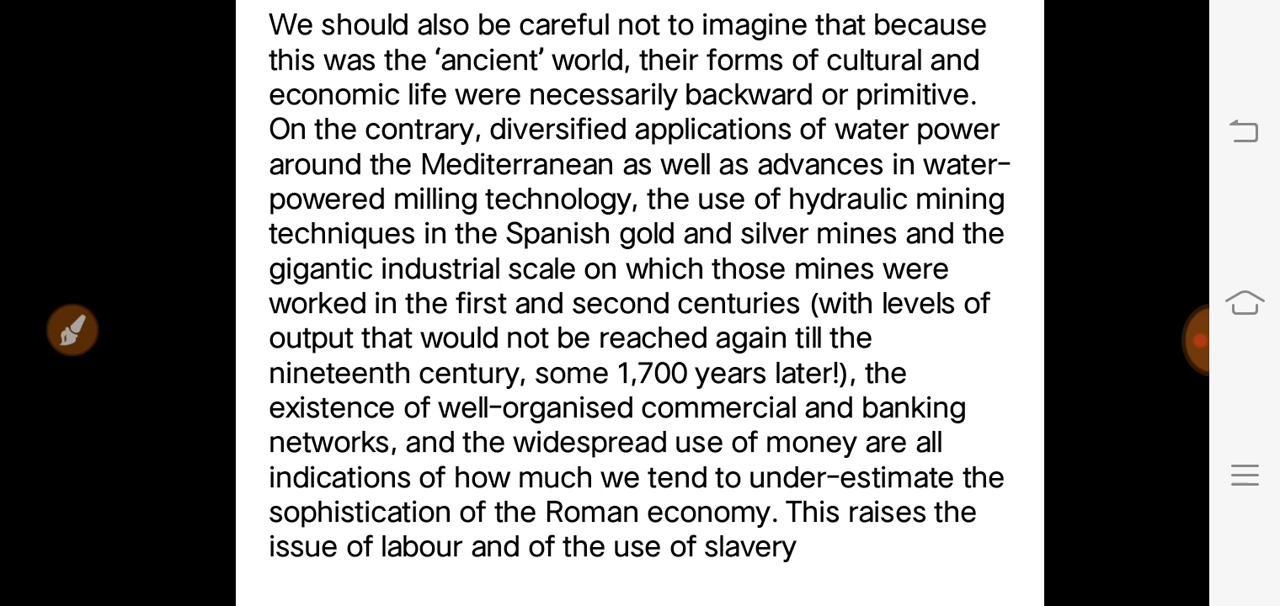 We should also be careful not to imagine that because
this was the ‘ancient’ world, their forms of cultural and
economic life were necessarily backward or primitive.
On the contrary, diversified applications of water power
around the Mediterranean as well as advances in water-
powered milling technology, the use of hydraulic mining
techniques in the Spanish gold and silver mines and the
gigantic industrial scale on which those mines were
worked in the first and second centuries (with levels of
output that would not be reached again till the
nineteenth century, some 1,700 years later!), the
existence of well-organised commercial and banking
networks, and the widespread use of money are all
indications of how much we tend to under-estimate the
sophistication of the Roman economy. This raises the
issue of labour and of the use of slavery